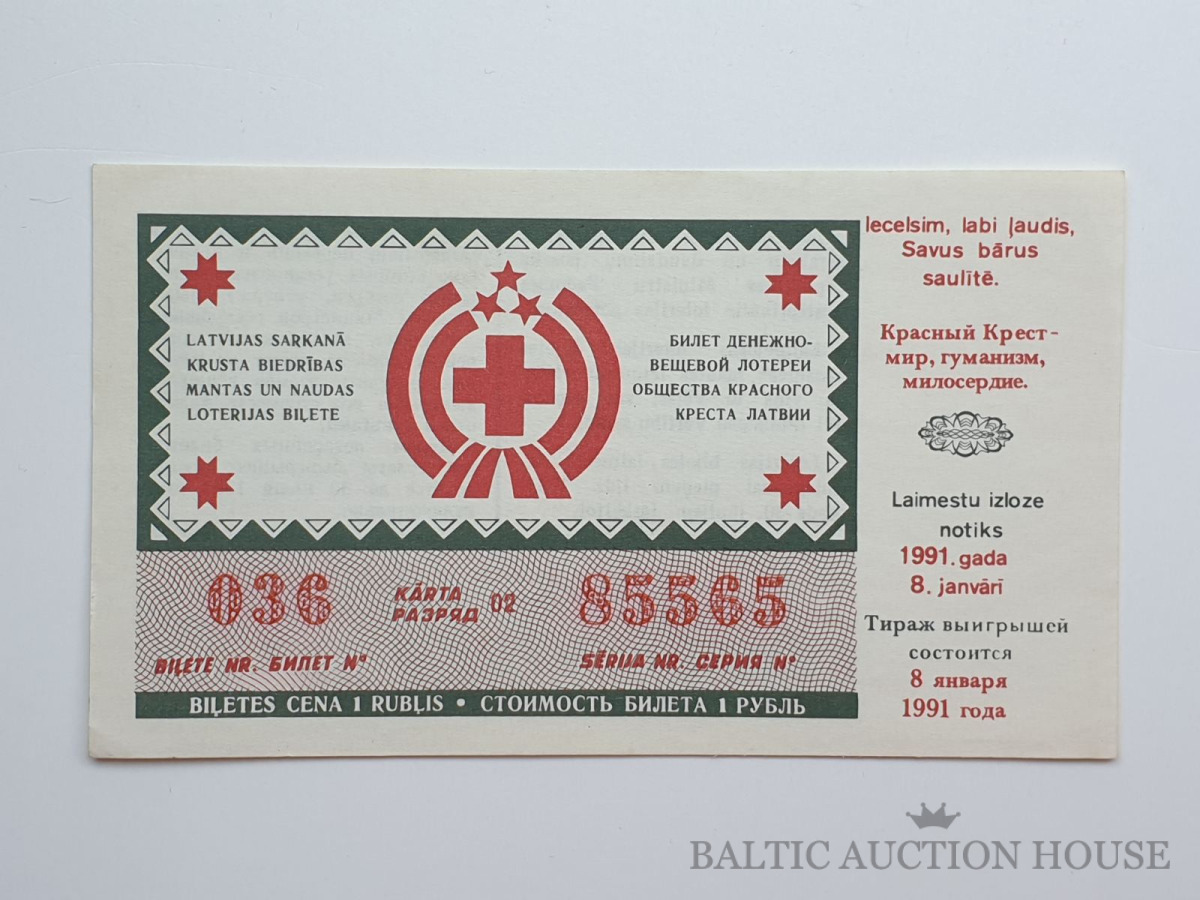 LATVIJAS SARKANĀ
KRUSTA BIEDRĪBAS
MANTAS UN NAUDAS
LOTERIJAS BIĻETE
БИЛЕТ ДЕНЕЖНО-
ВЕЩЕВОЙ ЛОТЕРЕИ
ОБЩЕСТВА КРАСНОГО
КРЕСТА ЛАТВИИ
036
KĀRTA
РАЗРЯД 02
85565
BIĻETE NR. БИЛЕТ №
SĒRIJA NR. СЕРИЯ №
BIĻETES CENA 1 RUBĻIS • СТОИМОСТЬ БИЛЕТА 1 РУБЛЬ
Iecelsim, labi ļaudis,
Savus bārus
saulītē.
Красный Крест-
мир, гуманизм,
милосердие.
Laimestu izloze
notiks
1991. gada
8. janvārī
Тираж выигрышей
состоится
8 января
1991 года
BALTIC AUCTION HOUSE